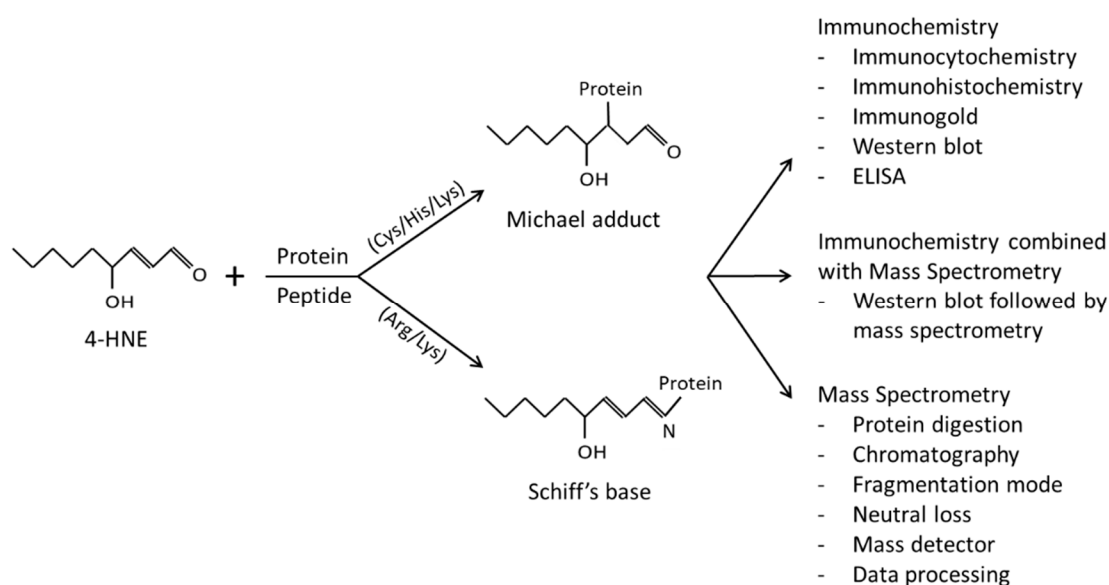 4-HNE
OH
O
+
Protein
Peptide
(Cys/His/Lys)
(Arg/Lys)
Protein
O
OH
Michael adduct
Protein
N
OH
Schiff's base
Immunochemistry
- Immunocytochemistry
- Immunohistochemistry
- Immunogold
- Western blot
- ELISA
Immunochemistry combined
with Mass Spectrometry
- Western blot followed by
mass spectrometry
Mass Spectrometry
- Protein digestion
- Chromatography
- Fragmentation mode
- Neutral loss
- Mass detector
- Data processing